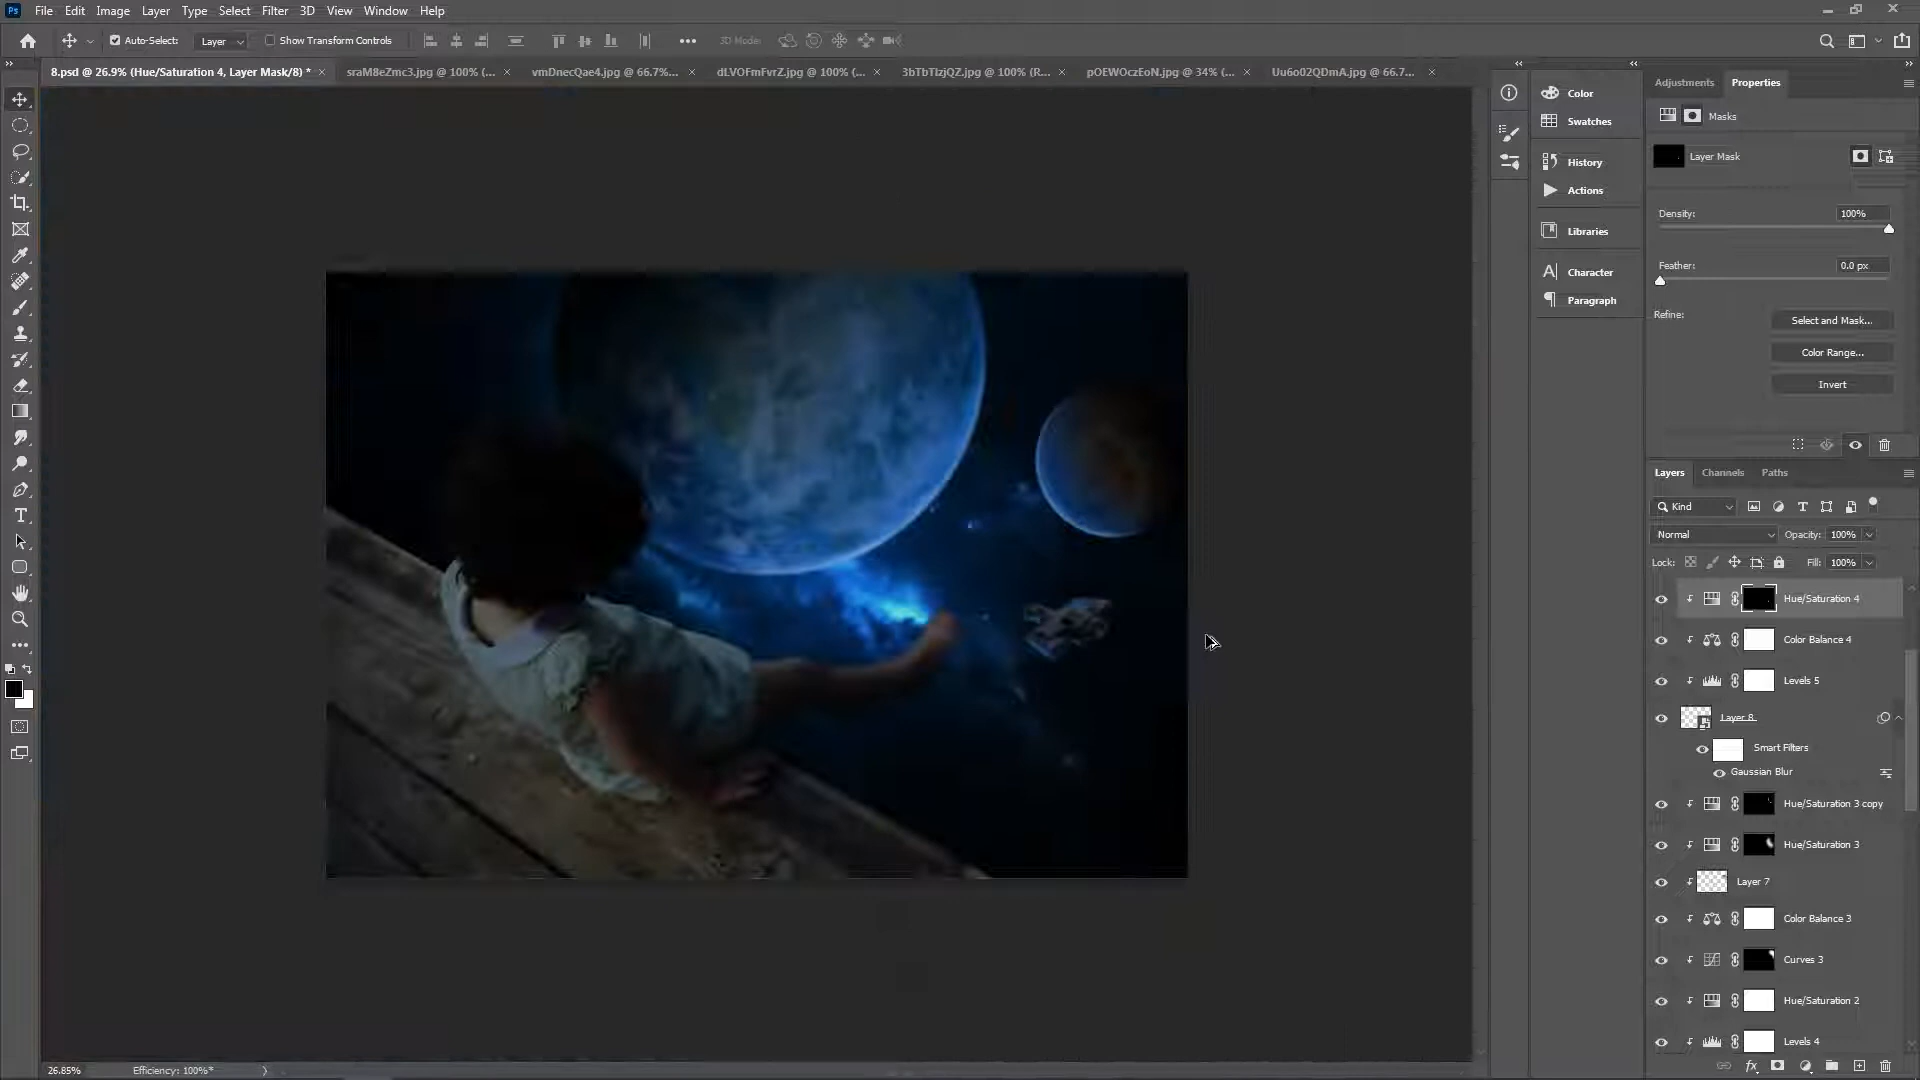 Ps File Edit Image Layer Type Select Filter 3D View Window Help
Auto-Select: Layer Show Transform Controls 3D Mode:
8.psd @ 26.9% (Hue/Saturation 4, Layer Mask/8) * sraM8eZmc3.jpg @ 100% (... vmDnecQae4.jpg @ 66.7%... dLVOFmFvrZ.jpg @ 100% (... 3bTbTlzjQZ.jpg @ 100% (R... pOEWOczEoN.jpg @ 34% (... Uu6o02QDmA.jpg @ 66.7...
Color
Swatches
History
Actions
Libraries
Character
Paragraph
Adjustments Properties
Masks
Layer Mask
Density: 100%
Feather: 0.0 px
Refine: Select and Mask...
Color Range...
Invert
Layers Channels Paths
Kind
Normal Opacity: 100%
Lock: Fill: 100%
Hue/Saturation 4
Color Balance 4
Levels 5
Layer 8
Smart Filters
Gaussian Blur
Hue/Saturation 3 copy
Hue/Saturation 3
Layer 7
Color Balance 3
Curves 3
Hue/Saturation 2
Levels 4
fx
26.85% Efficiency: 100%*